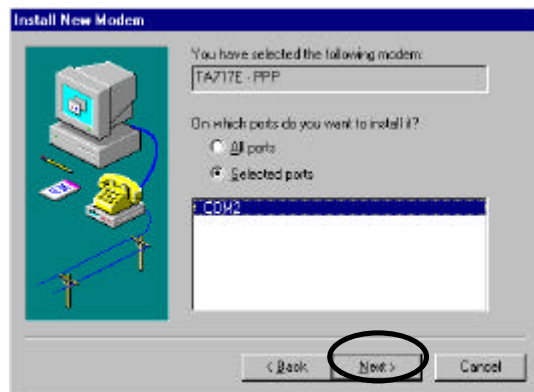 Install New Modem
You have selected the following modem:
TA717E - PPP
On which ports do you want to install it?
All ports
Selected ports
COM2
< Back
Next >
Cancel